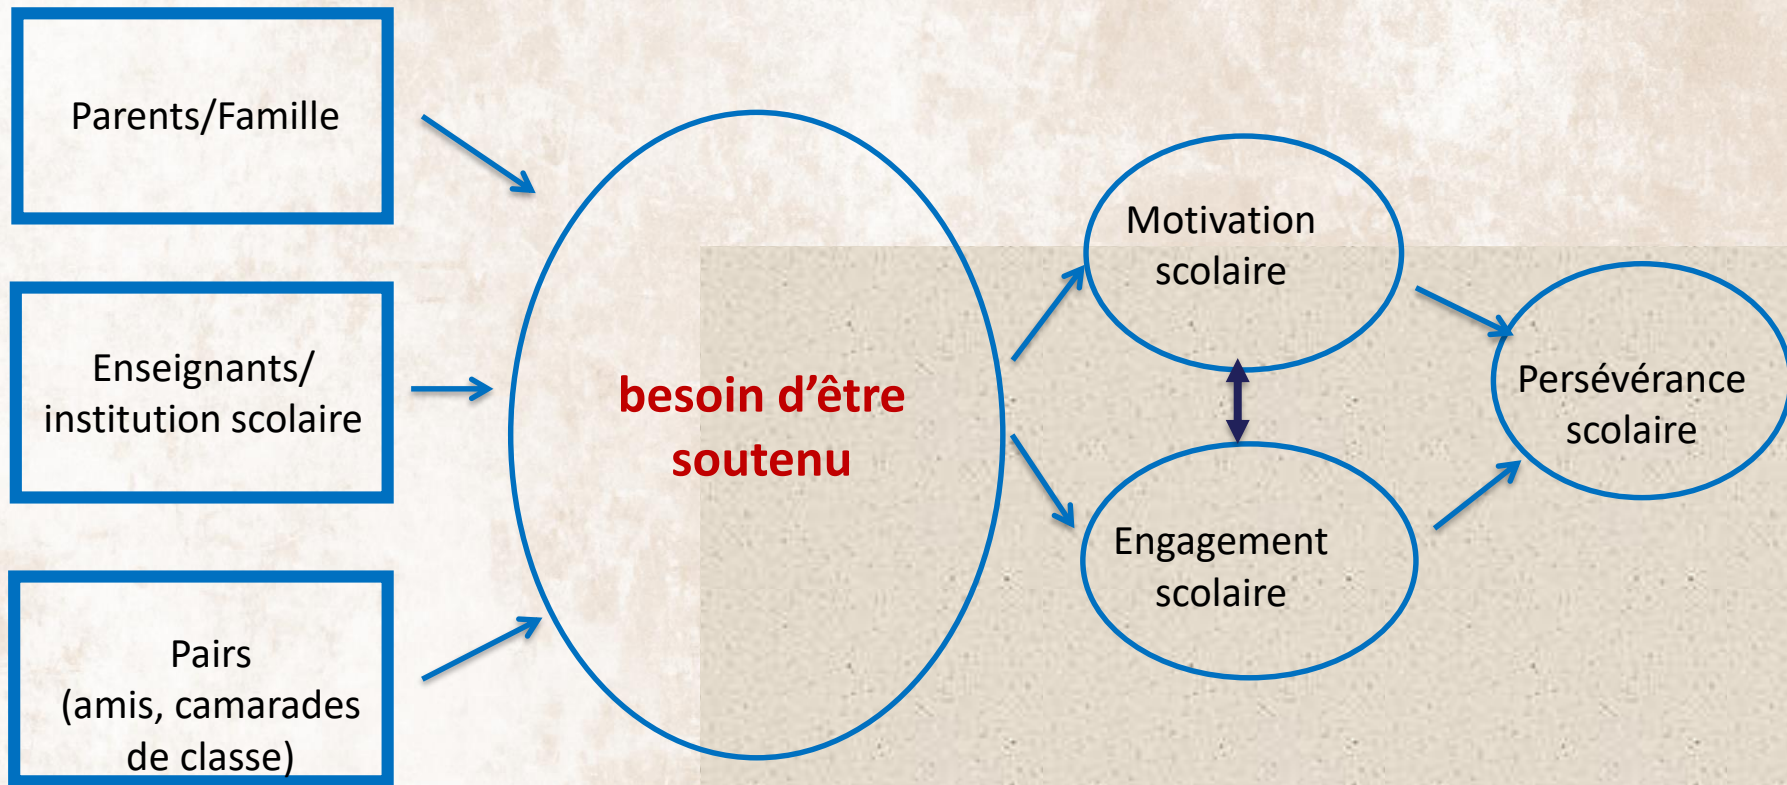 Parents/Famille
Enseignants/
institution scolaire
Pairs
(amis, camarades
de classe)
besoin d’être
soutenu
Motivation
scolaire
Engagement
scolaire
Persévérance
scolaire